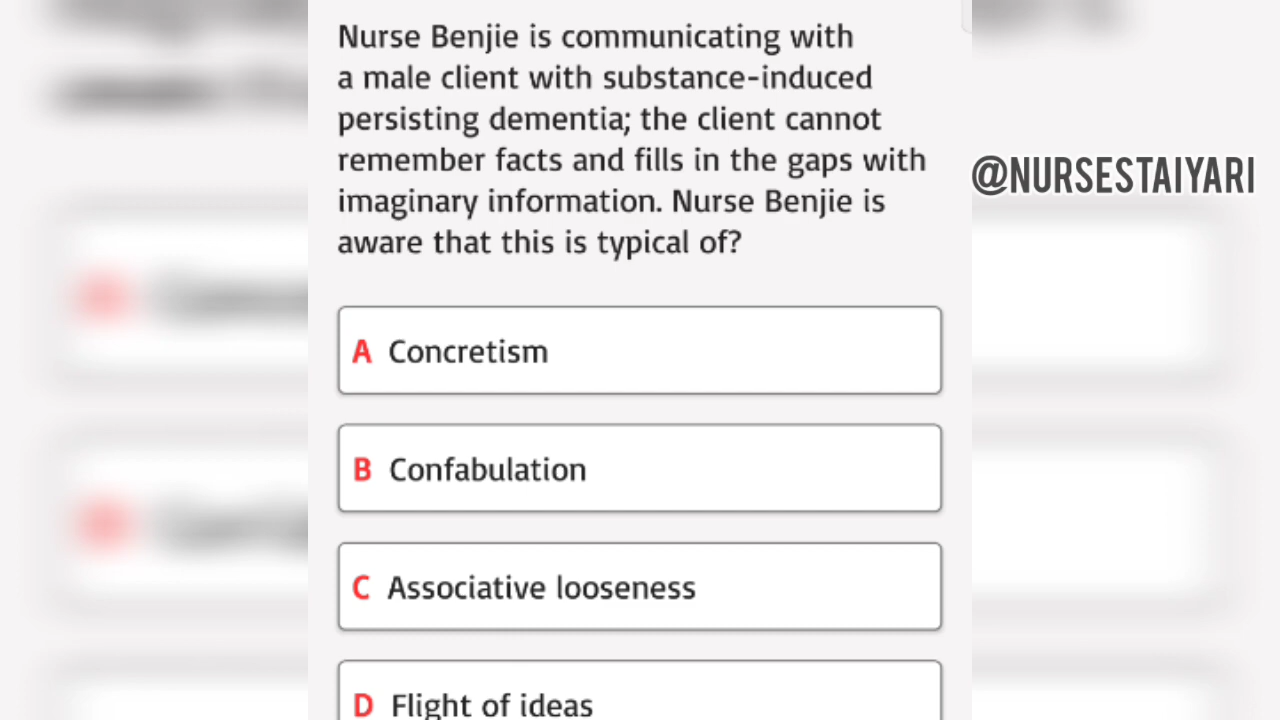 Nurse Benjie is communicating with
a male client with substance-induced
persisting dementia; the client cannot
remember facts and fills in the gaps with
imaginary information. Nurse Benjie is
aware that this is typical of?
@NURSESTAIYARI
A Concretism
B Confabulation
C Associative looseness
D Flight of ideas